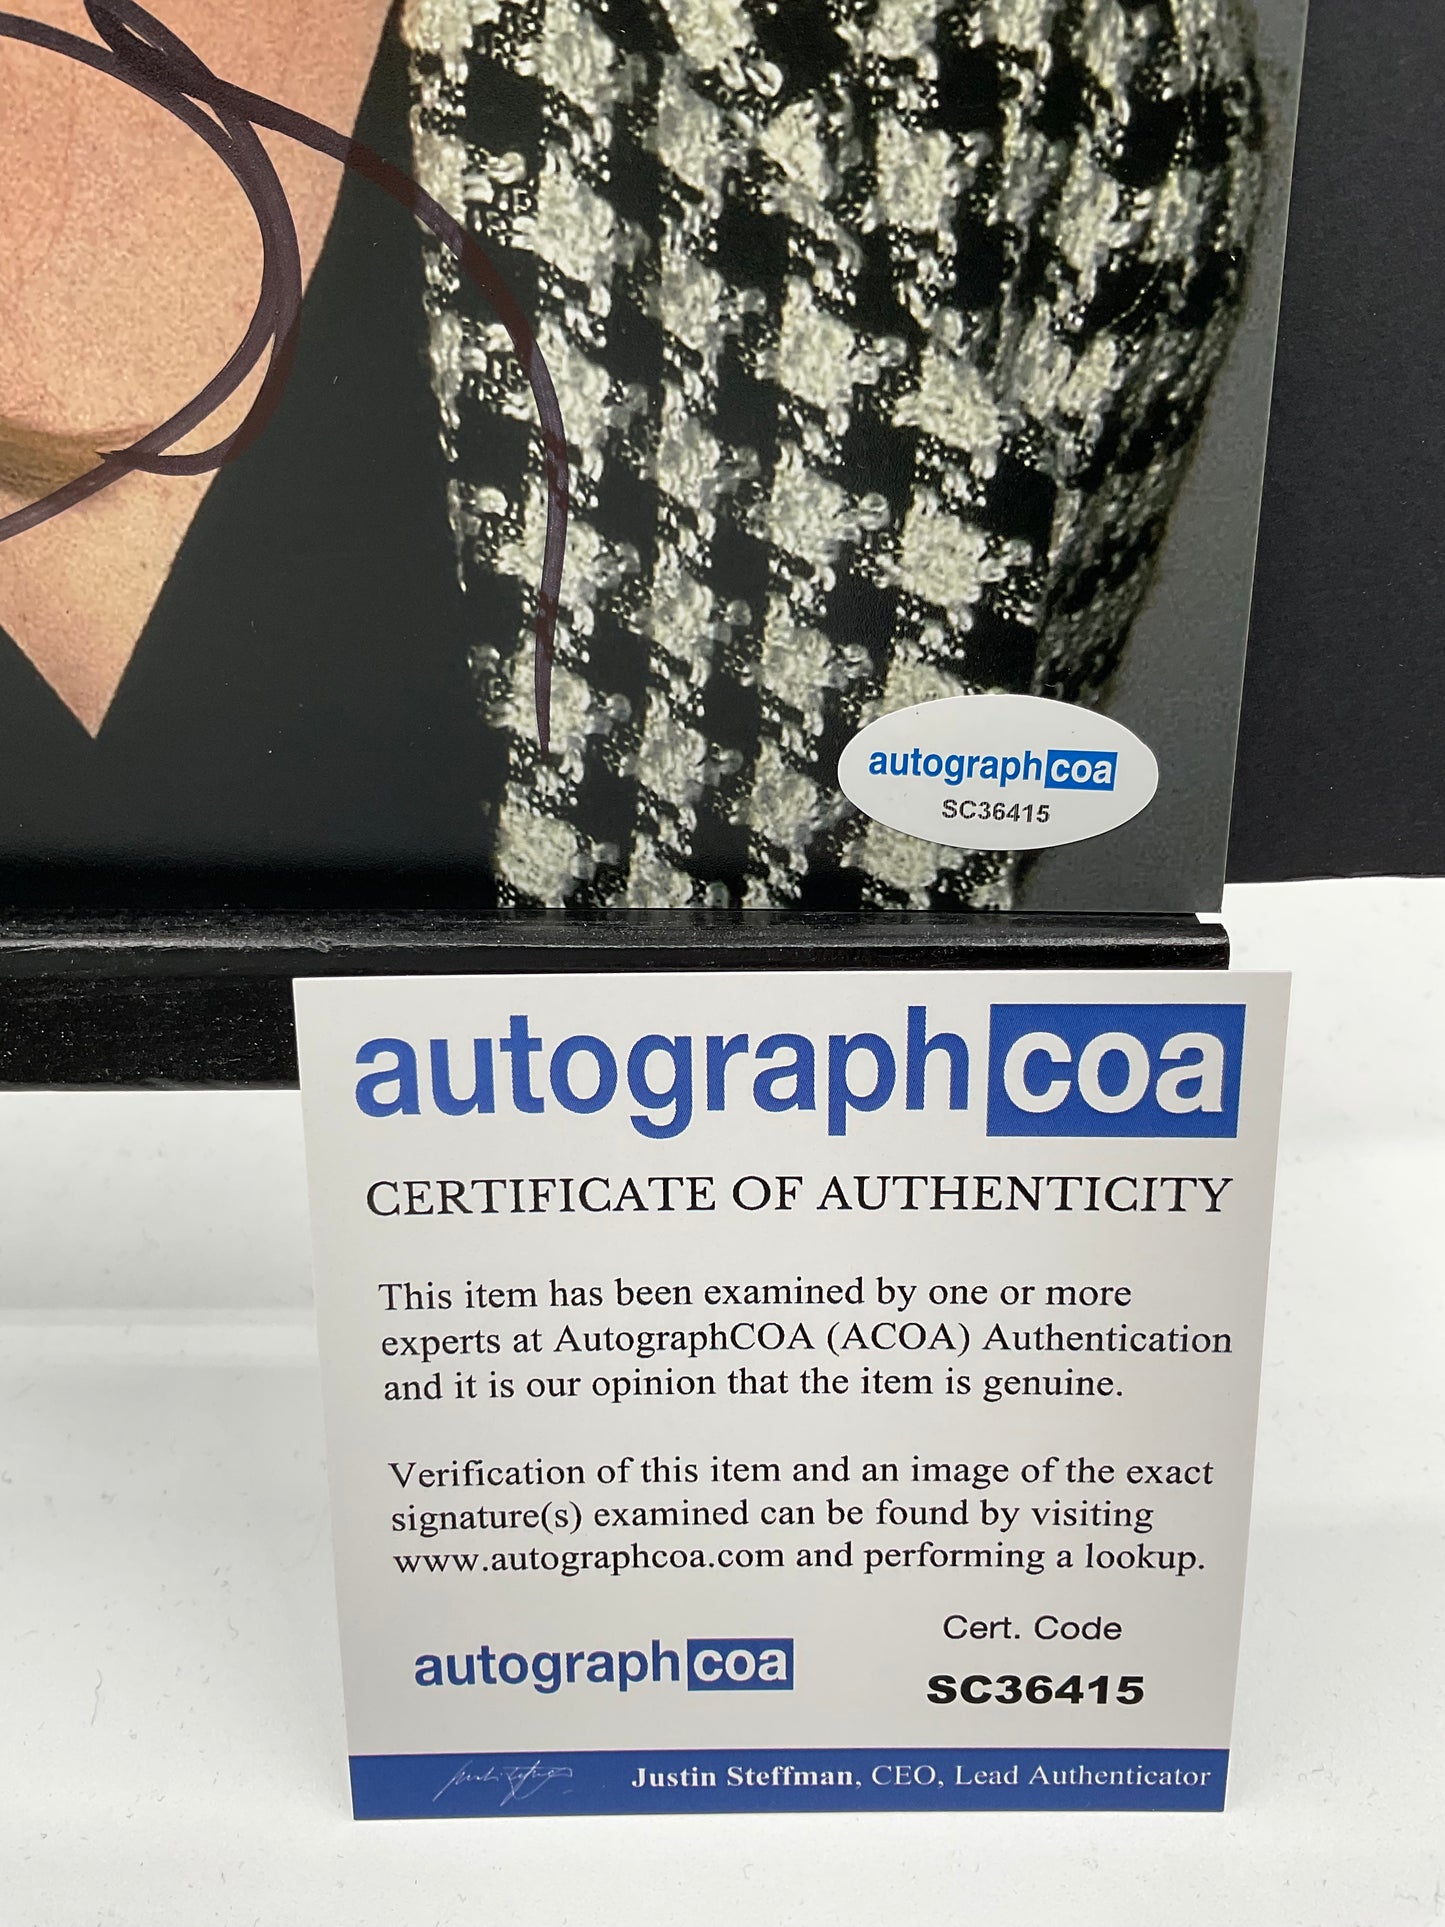 autographcoa
SC36415
autographcoa
CERTIFICATE OF AUTHENTICITY
This item has been examined by one or more
experts at AutographCOA (ACOA) Authentication
and it is our opinion that the item is genuine.
Verification of this item and an image of the exact
signature(s) examined can be found by visiting
www.autographcoa.com and performing a lookup.
Cert. Code
autographcoa
SC36415
Justin Steffman, CEO, Lead Authenticator